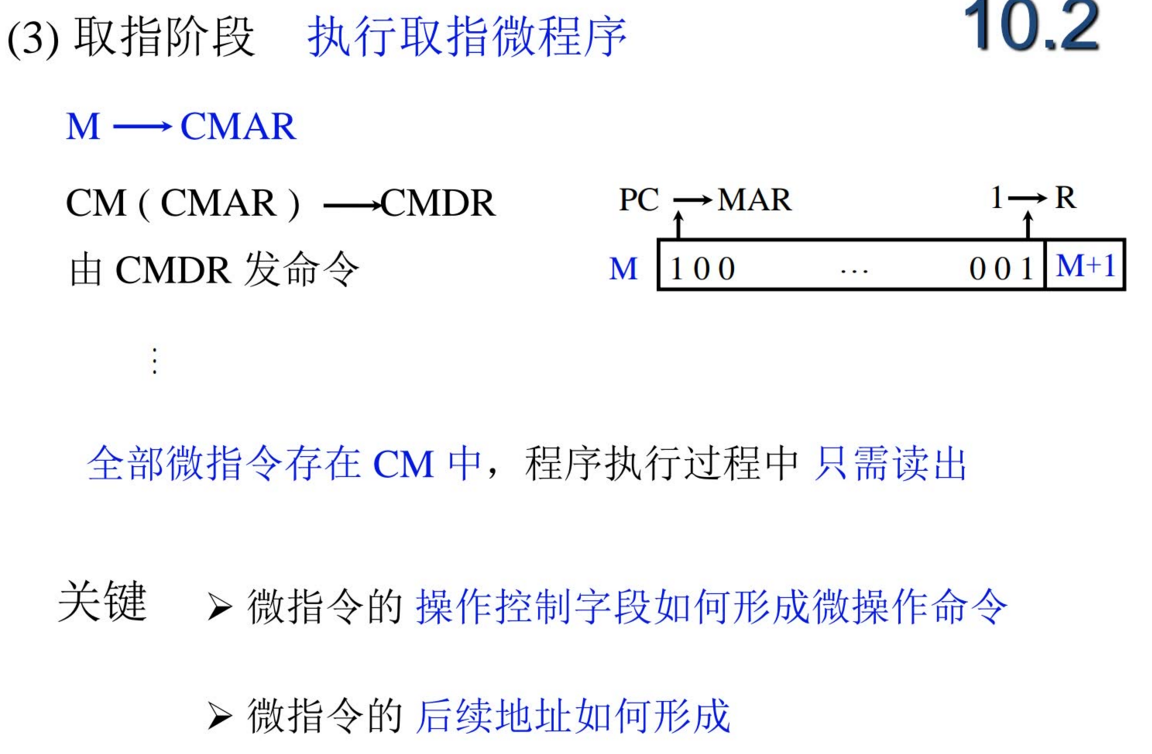 (3) 取指阶段 执行取指微程序 10.2
M ⟶ CMAR
CM ( CMAR ) ⟶ CMDR PC ⟶ MAR 1 ⟶ R
由 CMDR 发命令 M 1 0 0 … 0 0 1 M+1
⋮
全部微指令存在 CM 中，程序执行过程中 只需读出
关键 ➢ 微指令的 操作控制字段如何形成微操作命令
➢ 微指令的 后续地址如何形成